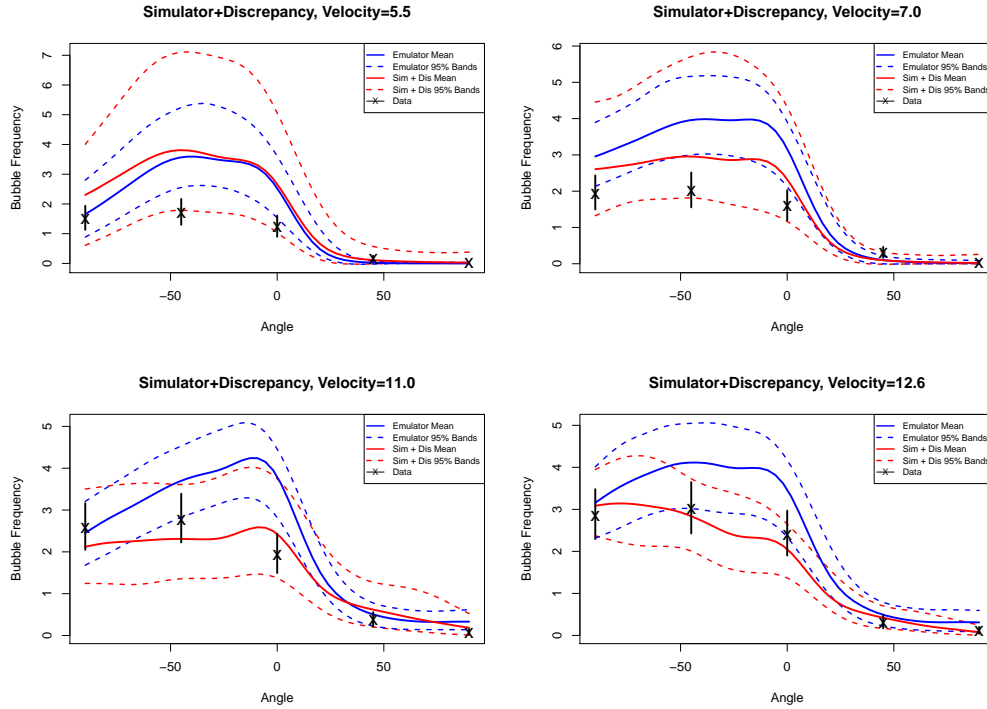 Simulator+Discrepancy, Velocity=5.5
Bubble Frequency
7
6
5
4
3
2
1
0
−50
0
50
Angle
Emulator Mean
Emulator 95% Bands
Sim + Dis Mean
Sim + Dis 95% Bands
x Data
Simulator+Discrepancy, Velocity=7.0
Bubble Frequency
6
5
4
3
2
1
0
−50
0
50
Angle
Emulator Mean
Emulator 95% Bands
Sim + Dis Mean
Sim + Dis 95% Bands
x Data
Simulator+Discrepancy, Velocity=11.0
Bubble Frequency
5
4
3
2
1
0
−50
0
50
Angle
Emulator Mean
Emulator 95% Bands
Sim + Dis Mean
Sim + Dis 95% Bands
x Data
Simulator+Discrepancy, Velocity=12.6
Bubble Frequency
5
4
3
2
1
0
−50
0
50
Angle
Emulator Mean
Emulator 95% Bands
Sim + Dis Mean
Sim + Dis 95% Bands
x Data